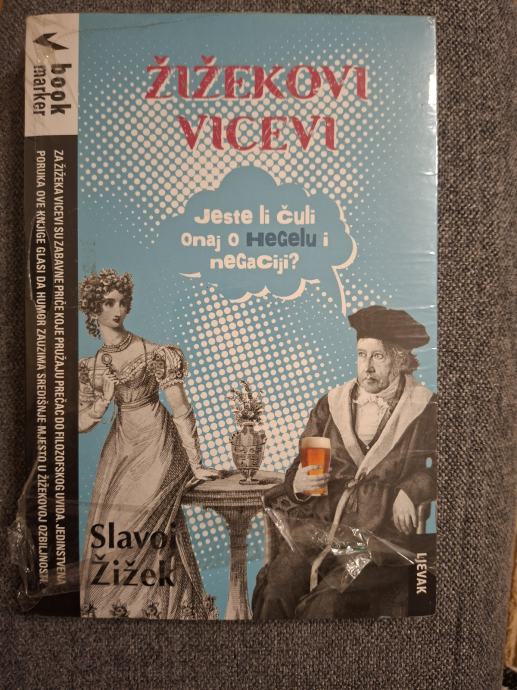 book
marker
ŽIŽEKOVI
VICEVI
Jeste li čuli
onaj o Hegelu i
negaciji?
ZA ŽIŽEKA VICEVI SU ZABAVNE PRIČE KOJE PRUŽAJU PREČAC DO FILOZOFSKOG UVIDA. JEDINSTVENA
PORUKA OVE KNJIGE GLASI DA HUMOR ZAUZIMA SREDIŠNJE MJESTO U ŽIŽEKOVOJ OZBILJNOSTI.
Slavoj
Žižek
LJEVAK